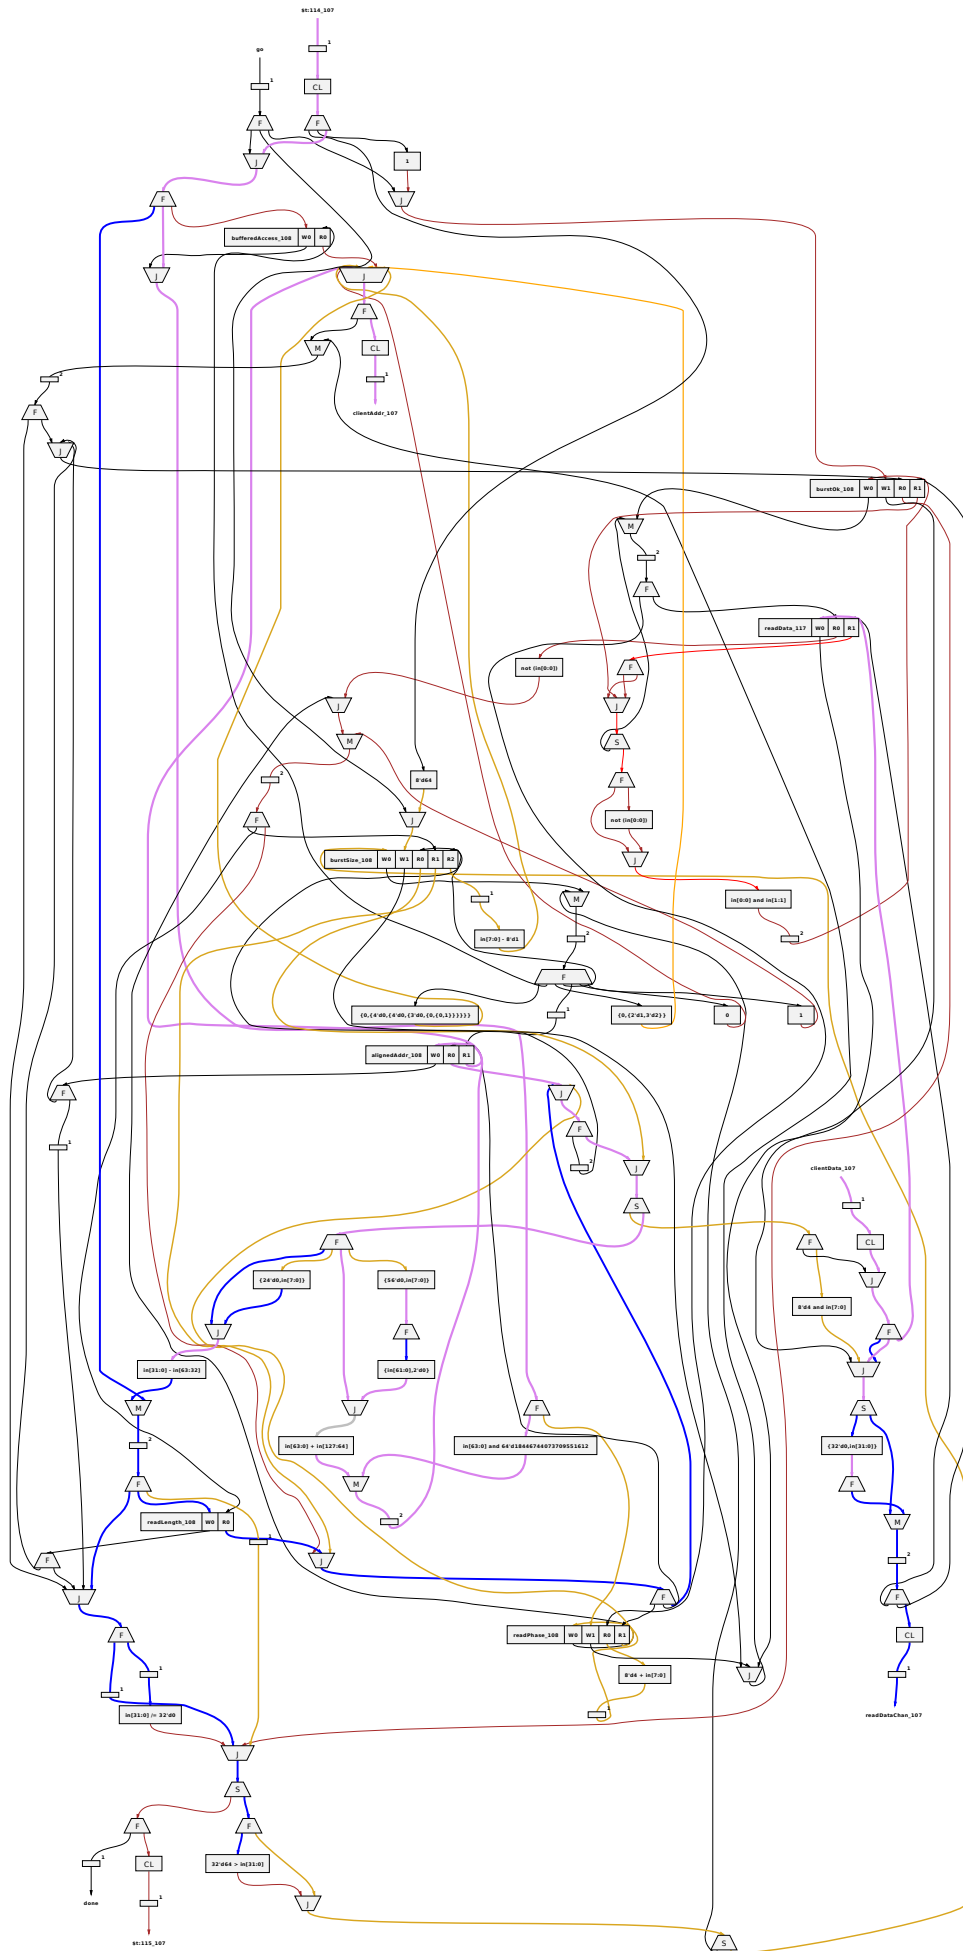 $t:114_107
1
go
1
CL
F
F
J
1
F
J
bufferedAccess_108 W0 R0
J
J
F
M
CL
2
1
F
clientAddr_107
J
burstOk_108 W0 W1 R0 R1
M
2
F
readData_117 W0 R0 R1
not (in[0:0])
F
J
J
M
S
2
8'd64
F
F
J
not (in[0:0])
burstSize_108 W0 W1 R0 R1 R2
J
1
M
in[0:0] and in[1:1]
in[7:0] - 8'd1
2
2
F
{0,{4'd0,{4'd0,{3'd0,{0,{0,1}}}}}}
1
{0,{2'd1,3'd2}}
0
1
alignedAddr_108 W0 R0 R1
F
J
F
1
2
J
clientData_107
S
1
F
F
CL
{24'd0,in[7:0]}
{56'd0,in[7:0]}
J
8'd4 and in[7:0]
J
F
F
in[31:0] - in[63:32]
{in[61:0],2'd0}
J
M
J
F
S
2
in[63:0] + in[127:64]
in[63:0] and 64'd18446744073709551612
{32'd0,in[31:0]}
F
M
F
readLength_108 W0 R0
2
M
1
F
J
2
J
F
F
F
readPhase_108 W0 W1 R0 R1
CL
1
8'd4 + in[7:0]
J
1
1
in[31:0] /= 32'd0
1
readDataChan_107
J
S
F
F
1
CL
32'd64 > in[31:0]
done
1
J
$t:115_107
S